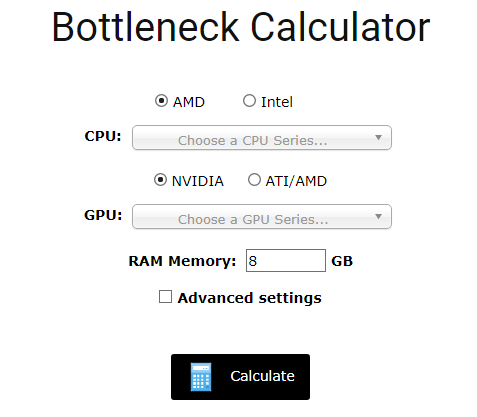 Bottleneck Calculator
AMD Intel
CPU: Choose a CPU Series...
NVIDIA ATI/AMD
GPU: Choose a GPU Series...
RAM Memory: 8 GB
Advanced settings
Calculate